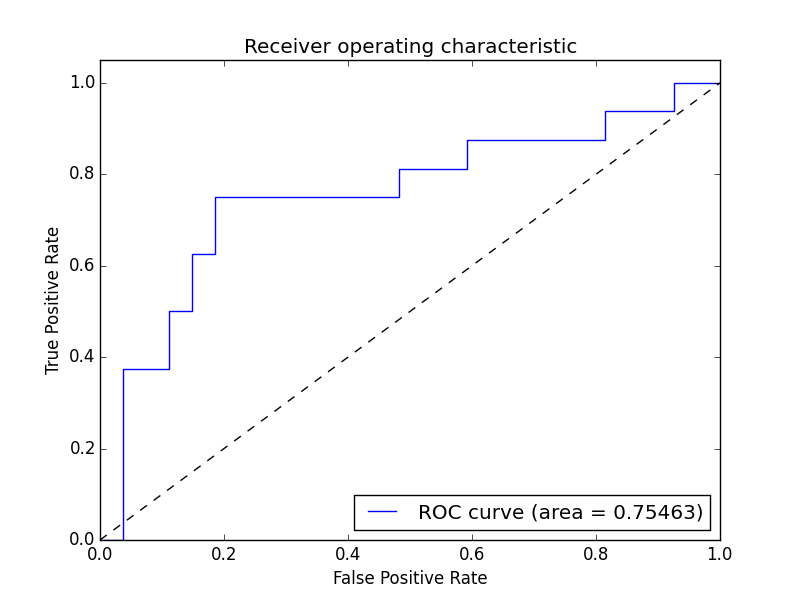 Receiver operating characteristic
1.0
0.8
0.6
0.4
0.2
0.0
True Positive Rate
ROC curve (area = 0.75463)
0.0 0.2 0.4 0.6 0.8 1.0
False Positive Rate